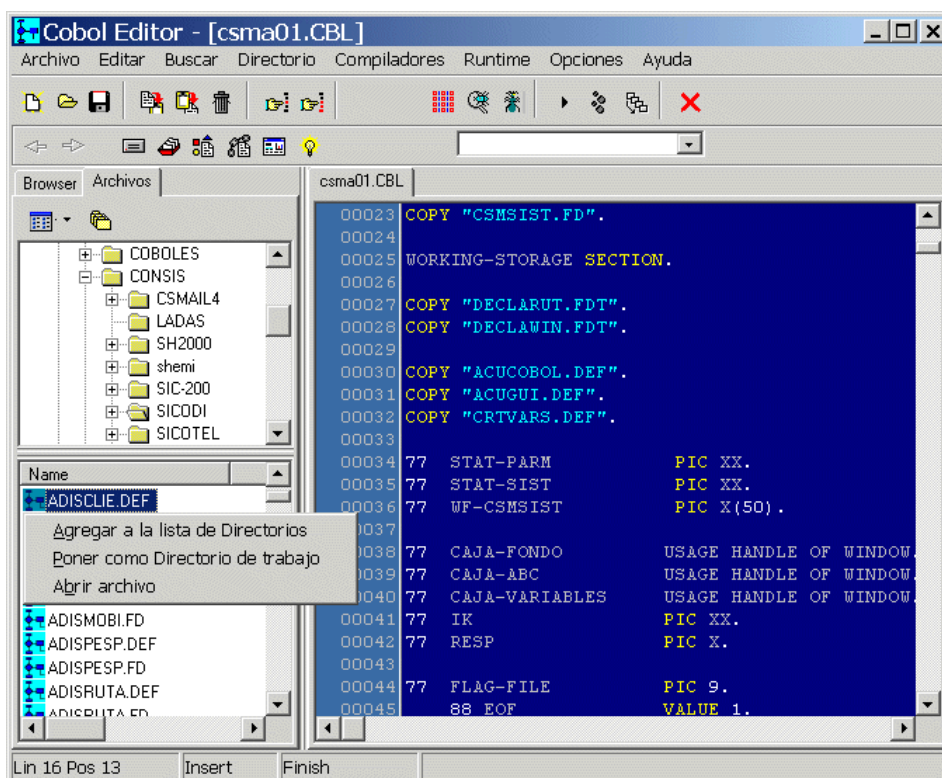 Cobol Editor - [csma01.CBL]
Archivo Editar Buscar Directorio Compiladores Runtime Opciones Ayuda
Browser Archivos
COBOLES
CONSIS
CSMAIL4
LADAS
SH2000
shemi
SIC-200
SICODI
SICOTEL
Name
ADISCLIE.DEF
Agregar a la lista de Directorios
Poner como Directorio de trabajo
Abrir archivo
ADISMOBI.FD
ADISPESP.DEF
ADISPESP.FD
ADISRUTA.DEF
ADISRUTA.FD
csma01.CBL
00023 COPY "CSMSIST.FD".
00024
00025 WORKING-STORAGE SECTION.
00026
00027 COPY "DECLARUT.FDT".
00028 COPY "DECLAWIN.FDT".
00029
00030 COPY "ACUCOBOL.DEF".
00031 COPY "ACUGUI.DEF".
00032 COPY "CRTVARS.DEF".
00033
00034 77 STAT-PARM PIC XX.
00035 77 STAT-SIST PIC XX.
00036 77 WF-CSMSIST PIC X(50).
0037
0038 77 CAJA-FONDO USAGE HANDLE OF WINDOW.
0039 77 CAJA-ABC USAGE HANDLE OF WINDOW.
0040 77 CAJA-VARIABLES USAGE HANDLE OF WINDOW.
00041 77 IK PIC XX.
00042 77 RESP PIC X.
00043
00044 77 FLAG-FILE PIC 9.
00045 88 EOF VALUE 1.
Lin 16 Pos 13 Insert Finish